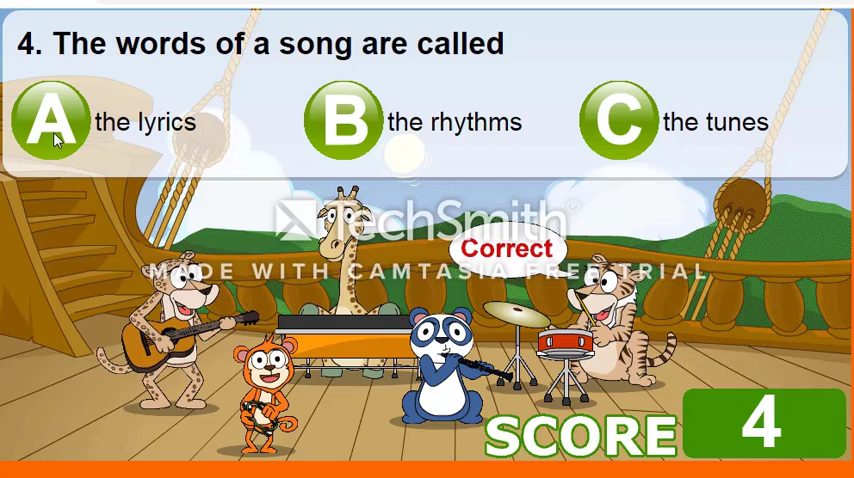 4. The words of a song are called
A the lyrics B the rhythms C the tunes
TechSmith
Correct
MADE WITH CAMTASIA FREE TRIAL
SCORE 4